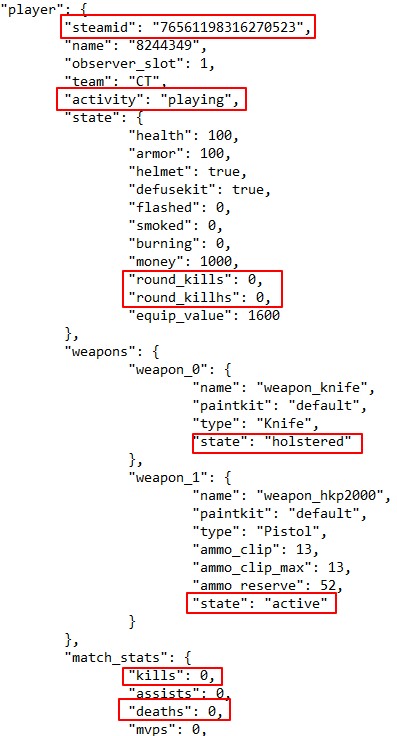 "player": {
"steamid": "76561198316270523",
"name": "8244349",
"observer_slot": 1,
"team": "CT",
"activity": "playing",
"state": {
"health": 100,
"armor": 100,
"helmet": true,
"defusekit": true,
"flashed": 0,
"smoked": 0,
"burning": 0,
"money": 1000,
"round_kills": 0,
"round_killhs": 0,
"equip_value": 1600
},
"weapons": {
"weapon_0": {
"name": "weapon_knife",
"paintkit": "default",
"type": "Knife",
"state": "holstered"
},
"weapon_1": {
"name": "weapon_hkp2000",
"paintkit": "default",
"type": "Pistol",
"ammo_clip": 13,
"ammo_clip_max": 13,
"ammo_reserve": 52,
"state": "active"
}
},
"match_stats": {
"kills": 0,
"assists": 0,
"deaths": 0,
"mvps": 0,